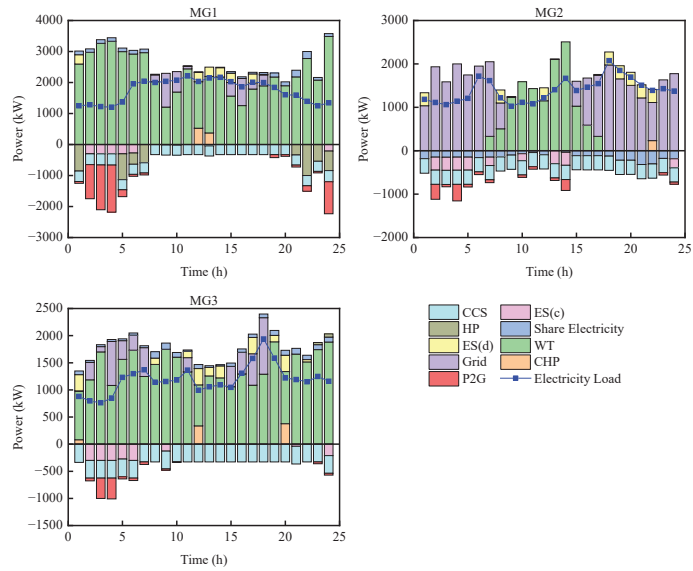 MG1
4000
3000
2000
1000
0
−1000
−2000
−3000
Power (kW)
0 5 10 15 20 25
Time (h)
MG2
3000
2000
1000
0
−1000
−2000
Power (kW)
0 5 10 15 20 25
Time (h)
MG3
2500
2000
1500
1000
500
0
−500
−1000
−1500
Power (kW)
0 5 10 15 20 25
Time (h)
CCS ES(c)
HP Share Electricity
ES(d) WT
Grid CHP
P2G Electricity Load